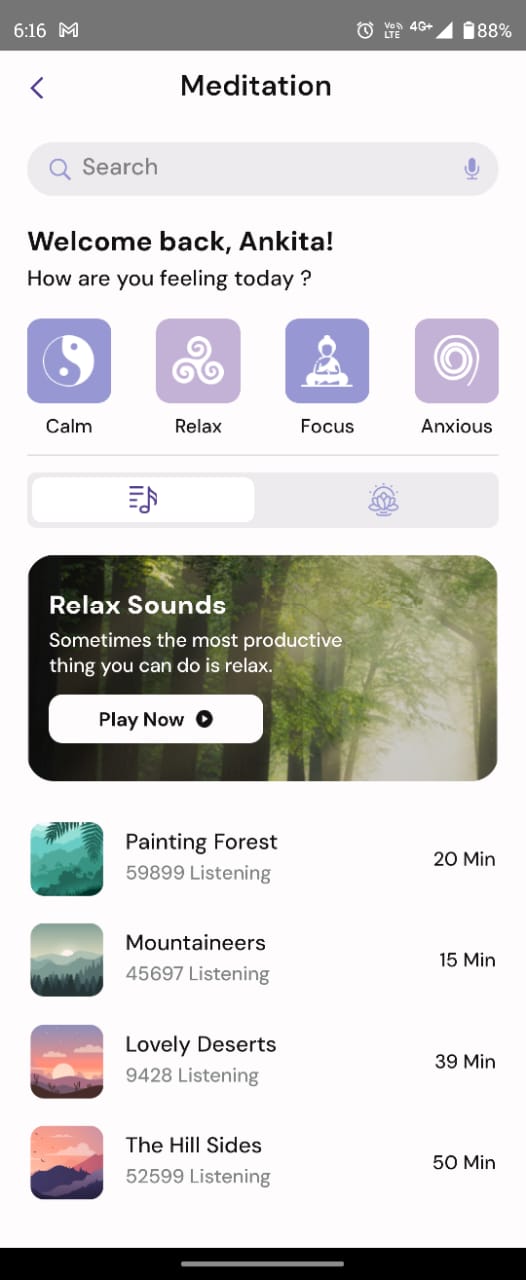 6:16
Vo))
LTE
4G+
88%
Meditation
Search
Welcome back, Ankita!
How are you feeling today ?
Calm
Relax
Focus
Anxious
Relax Sounds
Sometimes the most productive
thing you can do is relax.
Play Now
Painting Forest
59899 Listening
20 Min
Mountaineers
45697 Listening
15 Min
Lovely Deserts
9428 Listening
39 Min
The Hill Sides
52599 Listening
50 Min